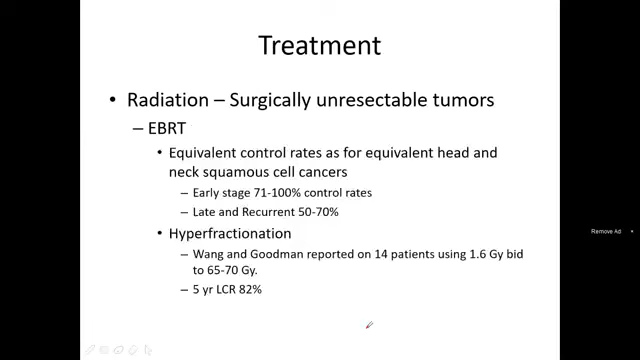 Treatment
• Radiation – Surgically unresectable tumors
– EBRT
• Equivalent control rates as for equivalent head and
neck squamous cell cancers
– Early stage 71-100% control rates
– Late and Recurrent 50-70%
• Hyperfractionation
– Wang and Goodman reported on 14 patients using 1.6 Gy bid
to 65-70 Gy.
– 5 yr LCR 82%
Remove Ad